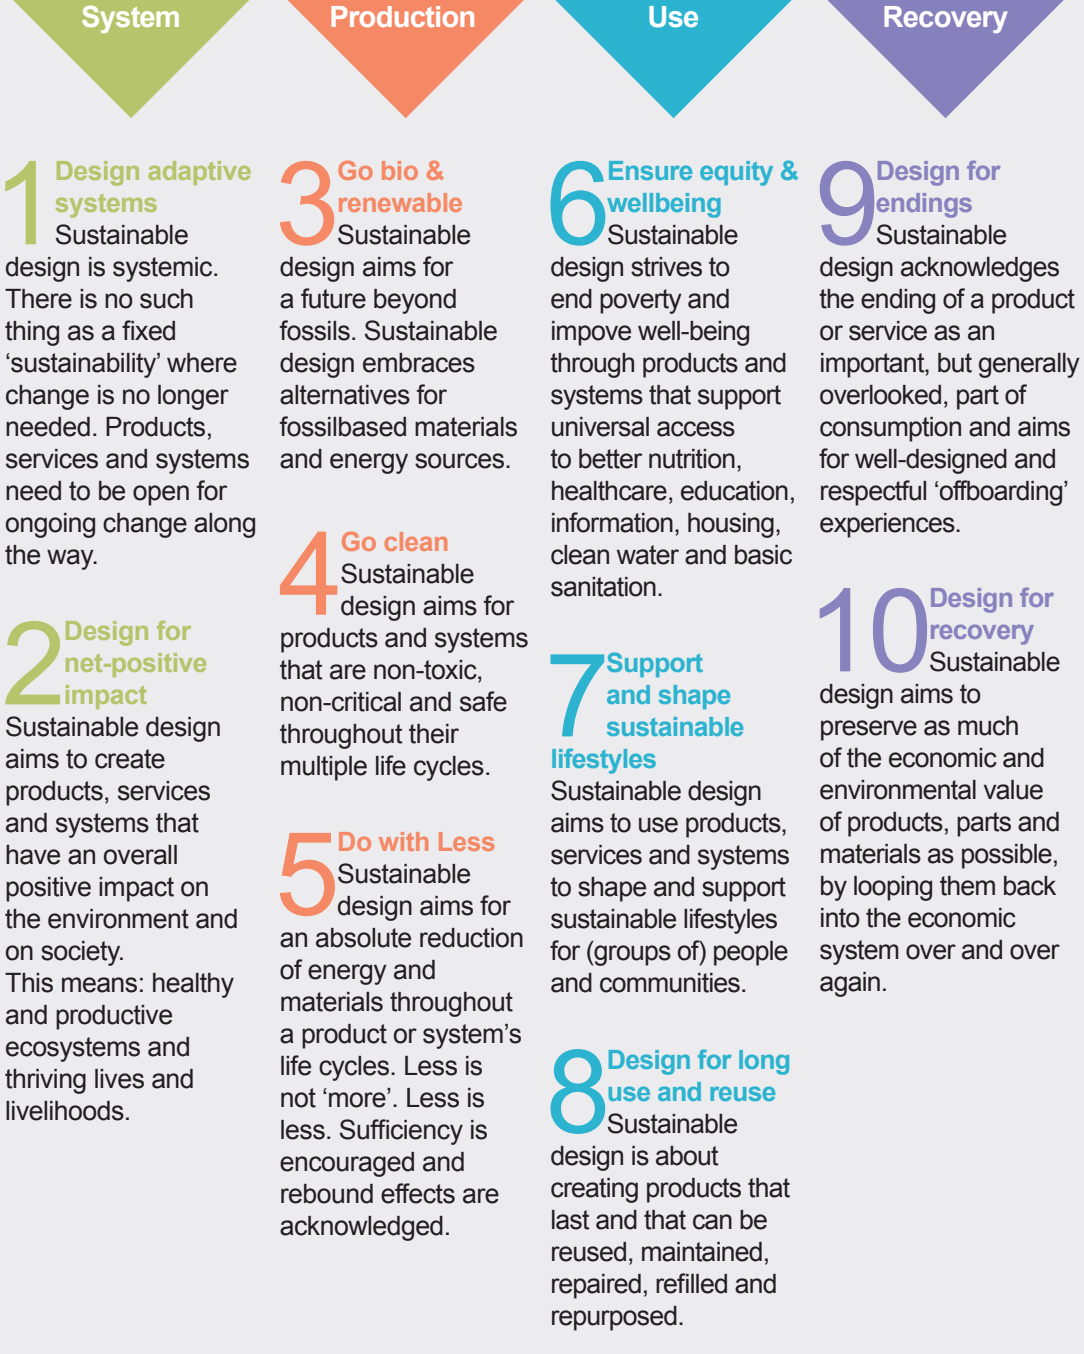 System
Production
Use
Recovery
1
Design adaptive
systems
Sustainable
design is systemic.
There is no such
thing as a fixed
‘sustainability’ where
change is no longer
needed. Products,
services and systems
need to be open for
ongoing change along
the way.
2
Design for
net-positive
impact
Sustainable design
aims to create
products, services
and systems that
have an overall
positive impact on
the environment and
on society.
This means: healthy
and productive
ecosystems and
thriving lives and
livelihoods.
3
Go bio &
renewable
Sustainable
design aims for
a future beyond
fossils. Sustainable
design embraces
alternatives for
fossilbased materials
and energy sources.
4
Go clean
Sustainable
design aims for
products and systems
that are non-toxic,
non-critical and safe
throughout their
multiple life cycles.
5
Do with Less
Sustainable
design aims for
an absolute reduction
of energy and
materials throughout
a product or system’s
life cycles. Less is
not ‘more’. Less is
less. Sufficiency is
encouraged and
rebound effects are
acknowledged.
6
Ensure equity &
wellbeing
Sustainable
design strives to
end poverty and
impove well-being
through products and
systems that support
universal access
to better nutrition,
healthcare, education,
information, housing,
clean water and basic
sanitation.
7
Support
and shape
sustainable
lifestyles
Sustainable design
aims to use products,
services and systems
to shape and support
sustainable lifestyles
for (groups of) people
and communities.
8
Design for long
use and reuse
Sustainable
design is about
creating products that
last and that can be
reused, maintained,
repaired, refilled and
repurposed.
9
Design for
endings
Sustainable
design acknowledges
the ending of a product
or service as an
important, but generally
overlooked, part of
consumption and aims
for well-designed and
respectful ‘offboarding’
experiences.
10
Design for
recovery
Sustainable
design aims to
preserve as much
of the economic and
environmental value
of products, parts and
materials as possible,
by looping them back
into the economic
system over and over
again.